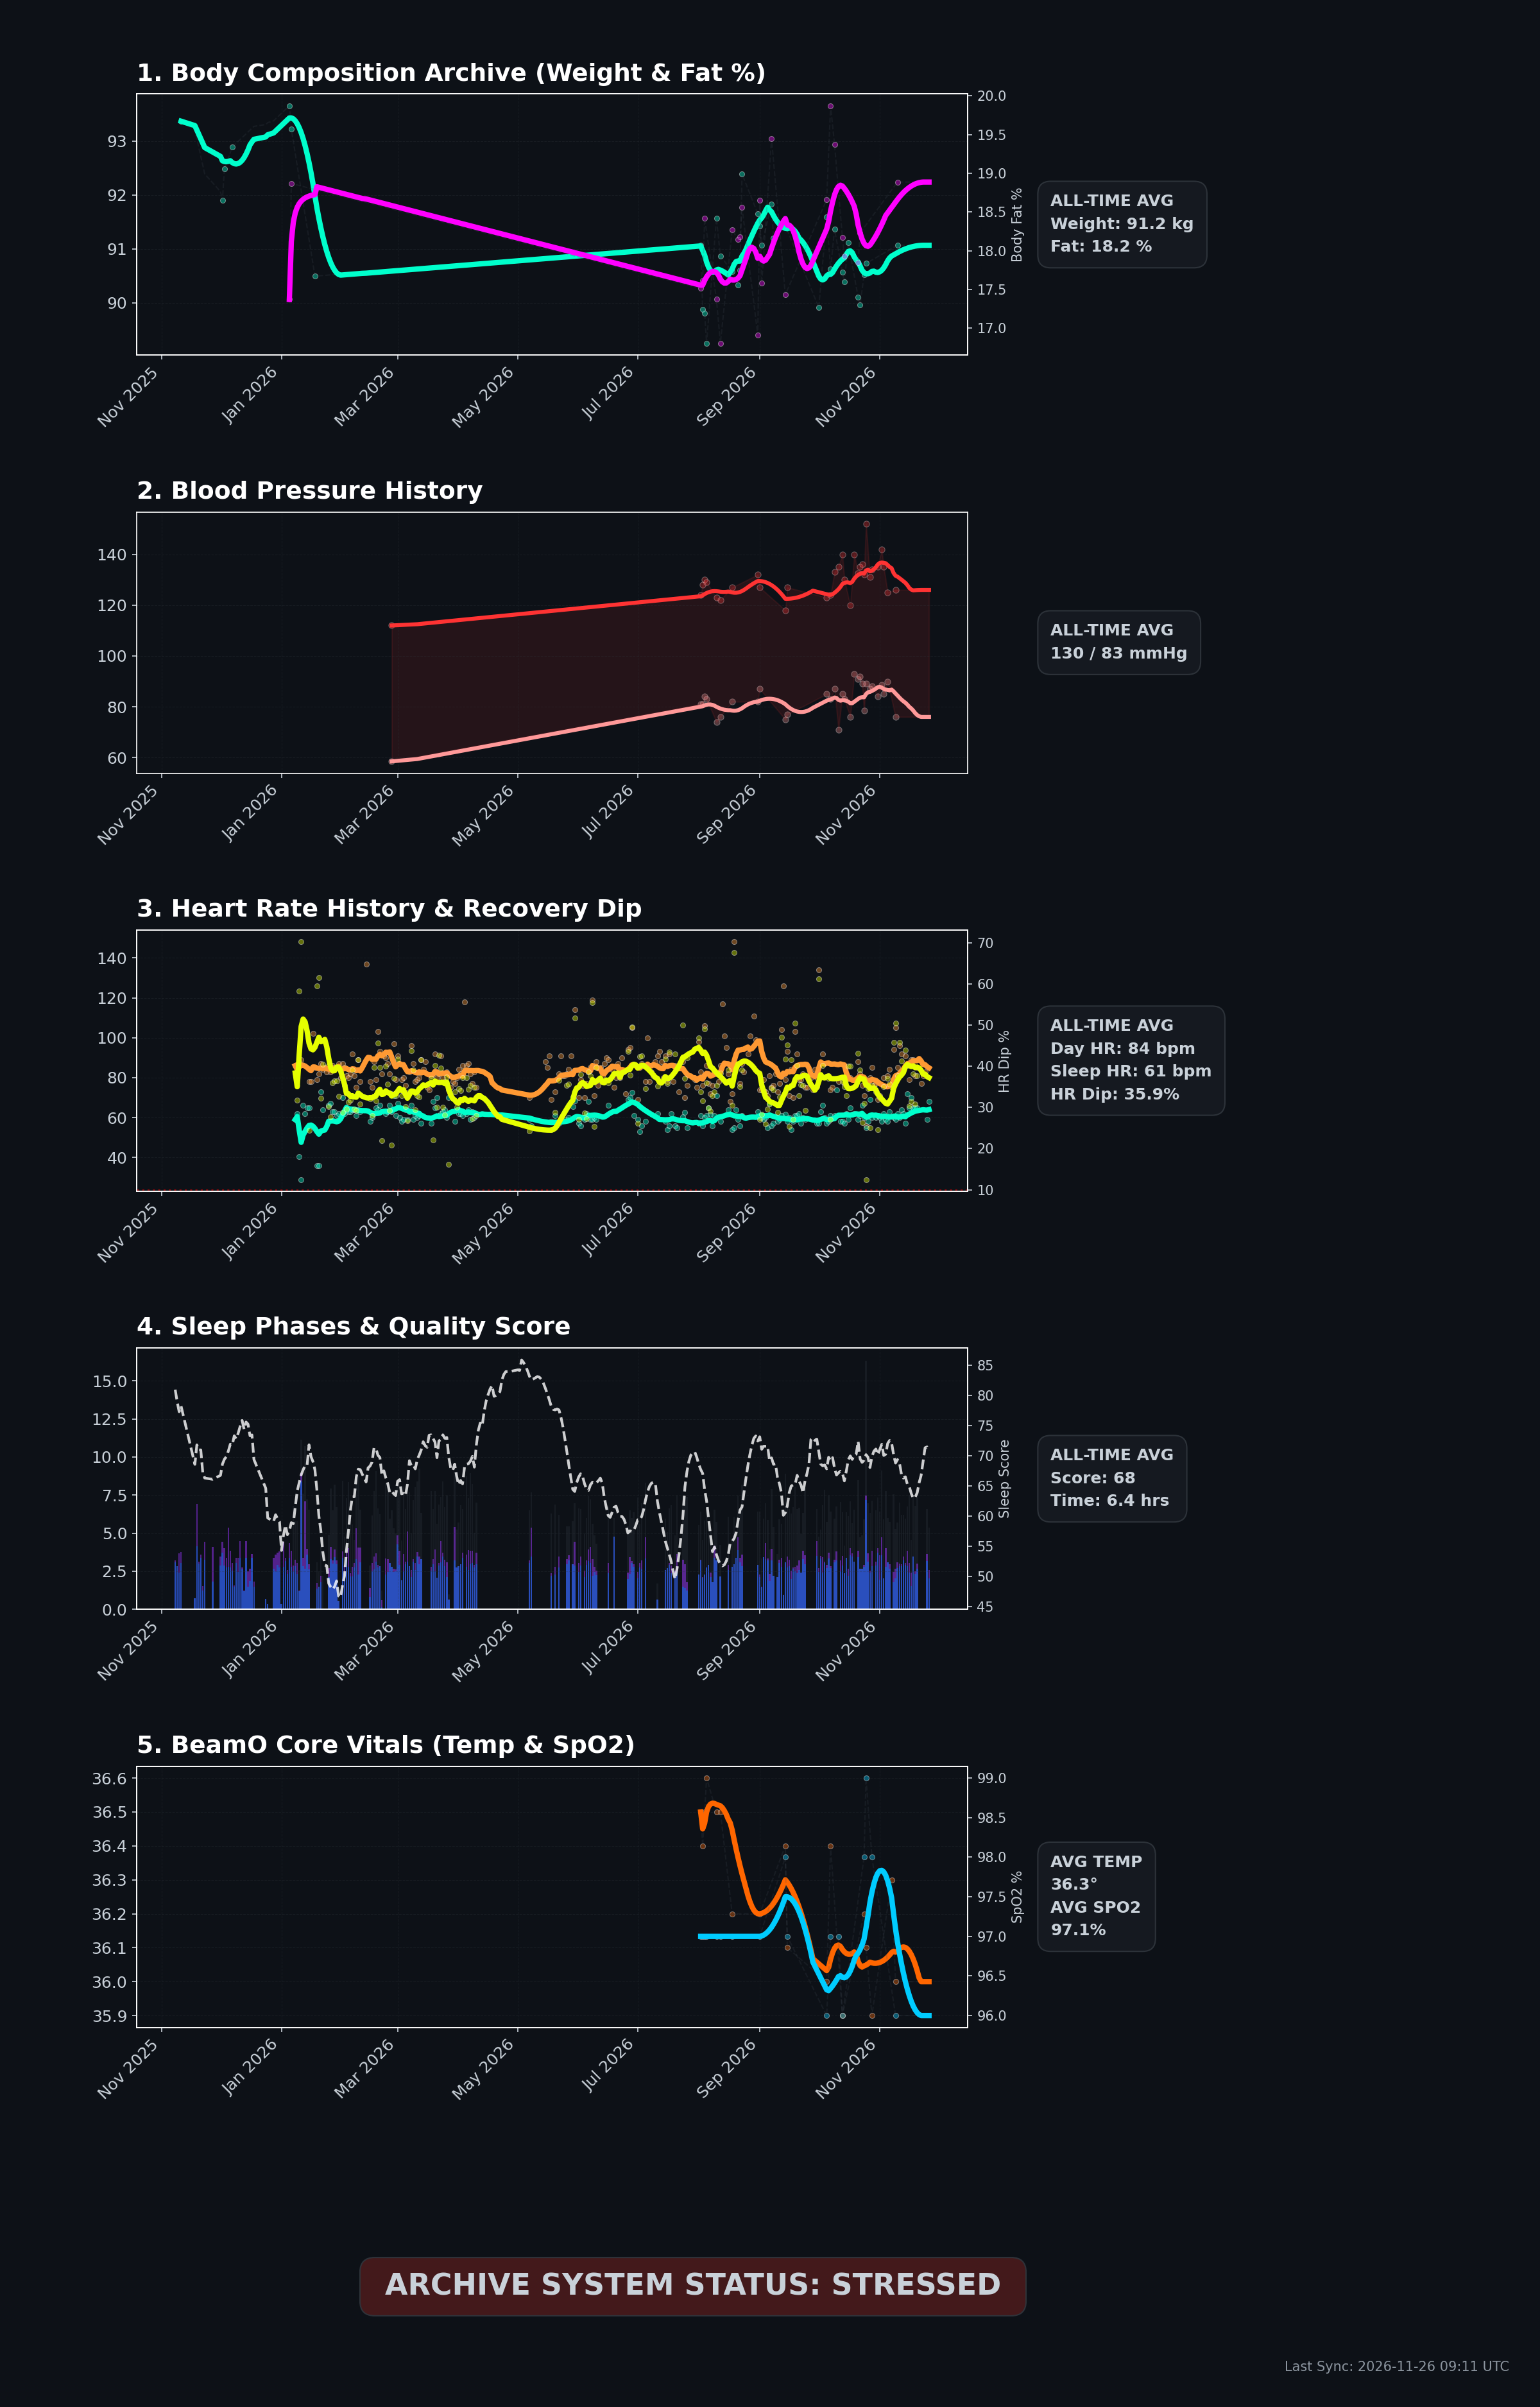 1. Body Composition Archive (Weight & Fat %)
93
92
91
90
20.0
19.5
19.0
18.5
18.0
17.5
17.0
Body Fat %
Nov 2025
Jan 2026
Mar 2026
May 2026
Jul 2026
Sep 2026
Nov 2026
ALL-TIME AVG
Weight: 91.2 kg
Fat: 18.2 %
2. Blood Pressure History
140
120
100
80
60
Nov 2025
Jan 2026
Mar 2026
May 2026
Jul 2026
Sep 2026
Nov 2026
ALL-TIME AVG
130 / 83 mmHg
3. Heart Rate History & Recovery Dip
140
120
100
80
60
40
70
60
50
40
30
20
10
HR Dip %
Nov 2025
Jan 2026
Mar 2026
May 2026
Jul 2026
Sep 2026
Nov 2026
ALL-TIME AVG
Day HR: 84 bpm
Sleep HR: 61 bpm
HR Dip: 35.9%
4. Sleep Phases & Quality Score
15.0
12.5
10.0
7.5
5.0
2.5
0.0
85
80
75
70
65
60
55
50
45
Sleep Score
Nov 2025
Jan 2026
Mar 2026
May 2026
Jul 2026
Sep 2026
Nov 2026
ALL-TIME AVG
Score: 68
Time: 6.4 hrs
5. BeamO Core Vitals (Temp & SpO2)
36.6
36.5
36.4
36.3
36.2
36.1
36.0
35.9
99.0
98.5
98.0
97.5
97.0
96.5
96.0
SpO2 %
Nov 2025
Jan 2026
Mar 2026
May 2026
Jul 2026
Sep 2026
Nov 2026
AVG TEMP
36.3°
AVG SPO2
97.1%
ARCHIVE SYSTEM STATUS: STRESSED
Last Sync: 2026-11-26 09:11 UTC